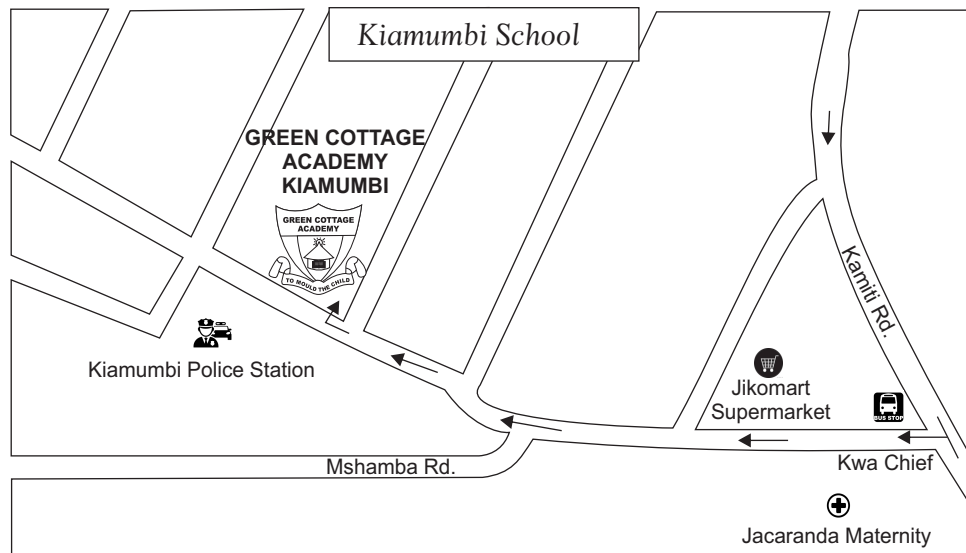 Kiamumbi School
GREEN COTTAGE
ACADEMY
KIAMUMBI
GREEN COTTAGE
ACADEMY
TO MOULD THE CHILD
Kamiti Rd.
Kiamumbi Police Station
Jikomart
Supermarket
BUS STOP
Mshamba Rd.
Kwa Chief
Jacaranda Maternity